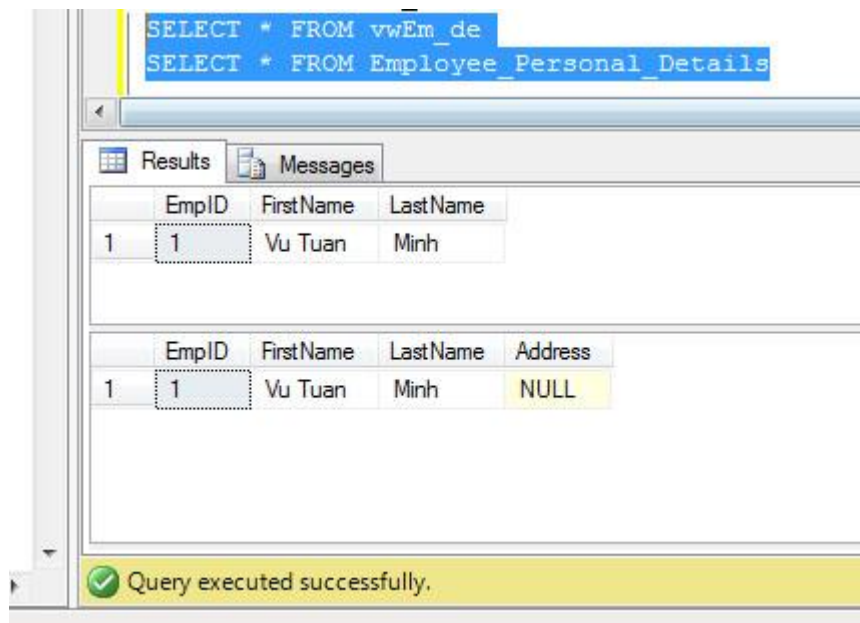 SELECT * FROM vwEm_de
SELECT * FROM Employee_Personal_Details
Results Messages
EmpID FirstName LastName
1 1 Vu Tuan Minh
EmpID FirstName LastName Address
1 1 Vu Tuan Minh NULL
Query executed successfully.